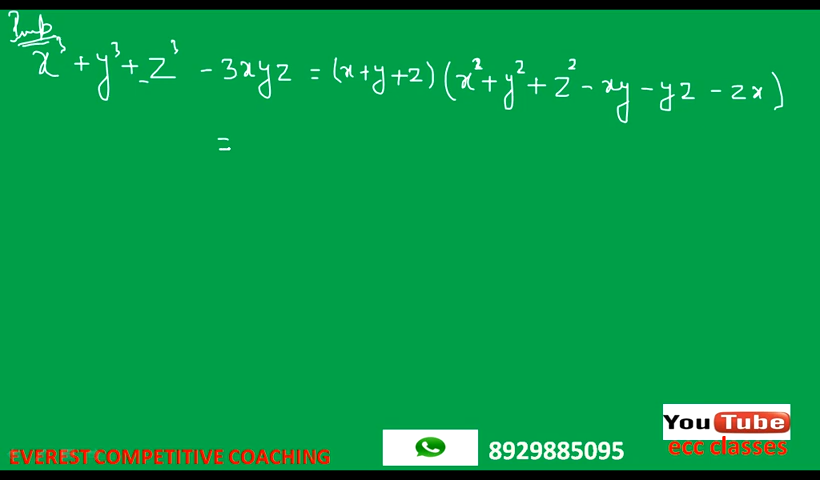 Imp
x³ + y³ + z³ - 3xyz = (x+y+z) (x² + y² + z² - xy - yz - zx)
=
YouTube
ecc classes
EVEREST COMPETITIVE COACHING
8929885095